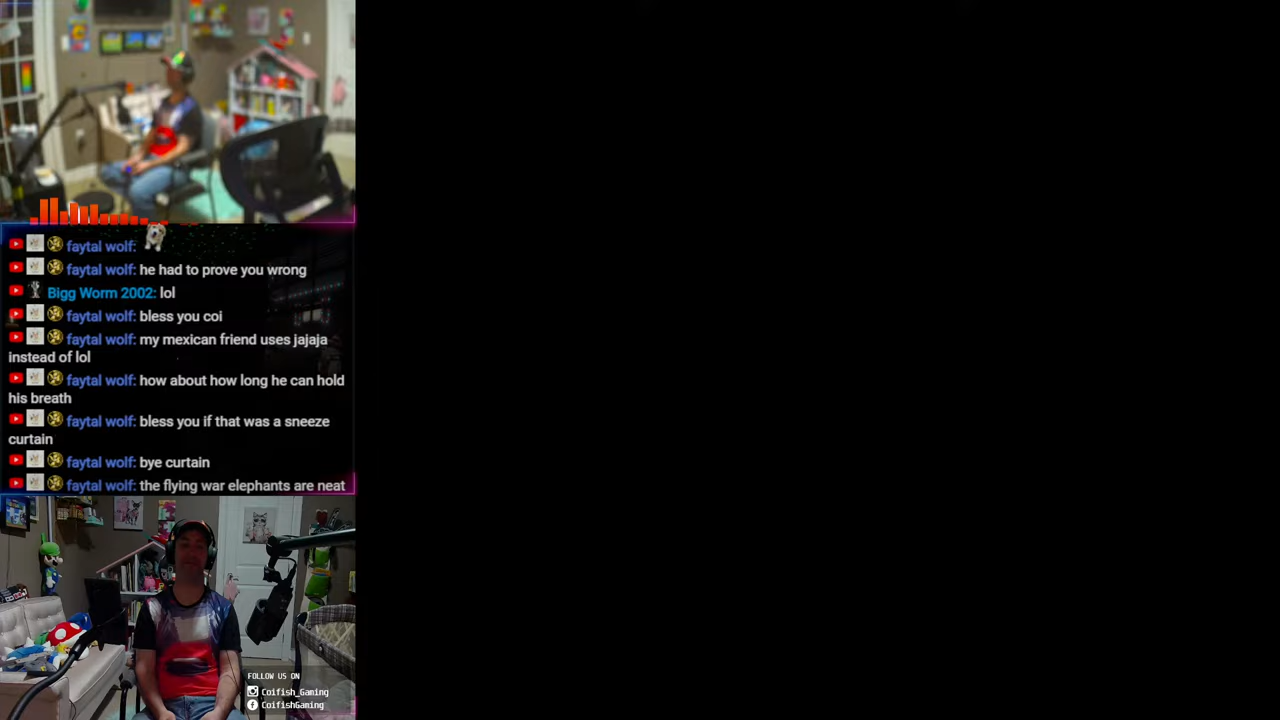 faytal wolf:
faytal wolf: he had to prove you wrong
Bigg Worm 2002: lol
faytal wolf: bless you coi
faytal wolf: my mexican friend uses jajaja
instead of lol
faytal wolf: how about how long he can hold
his breath
faytal wolf: bless you if that was a sneeze
curtain
faytal wolf: bye curtain
faytal wolf: the flying war elephants are neat
FOLLOW US ON
Coifish_Gaming
CoifishGaming